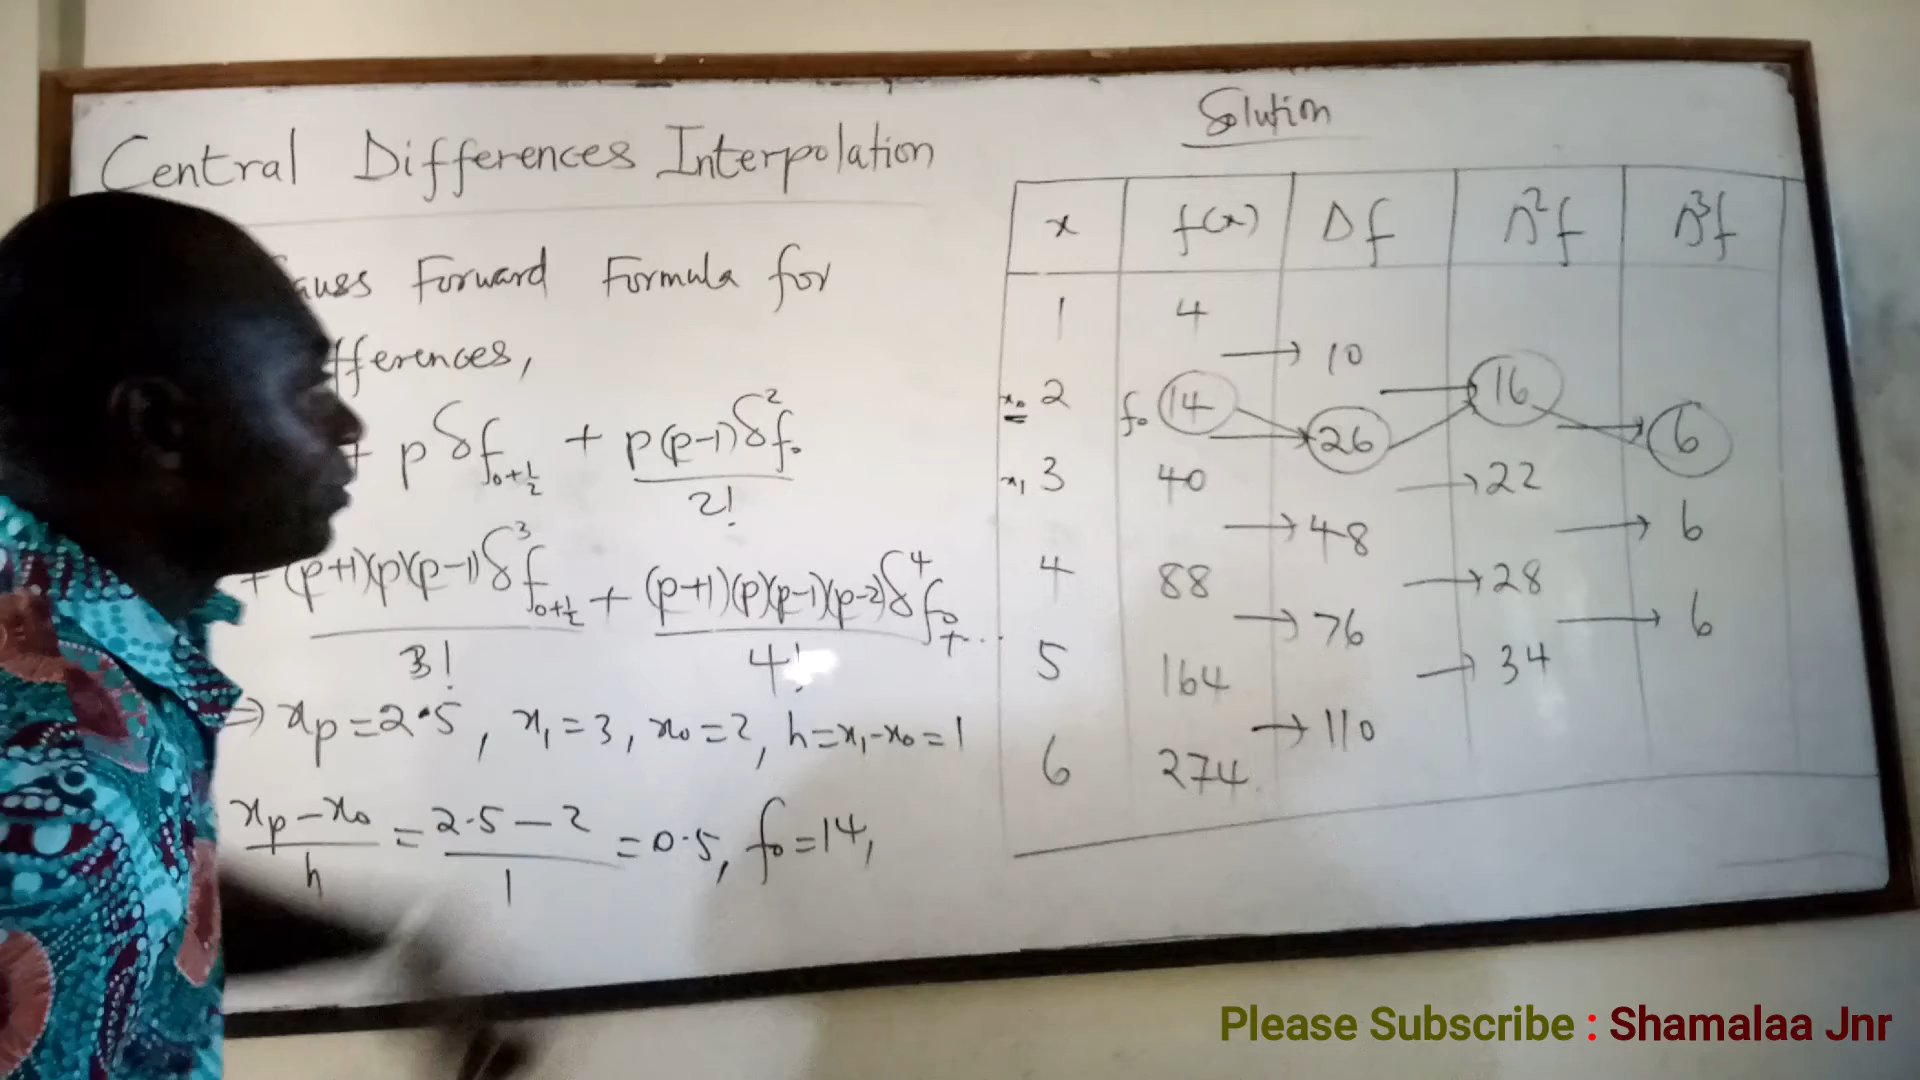 Central Differences Interpolation
Forward Formula for
+ pδf₀₊½ + p(p-1)δ²f₀
2!
+ (p+1)(p)(p-1)δ³f₀₊½ + (p+1)(p)(p-1)(p-2)δ⁴f₀ + ...
3! 4!
⇒ xp = 2.5, x₁ = 3, x₀ = 2, h = x₁ - x₀ = 1
xp - x₀ = 2.5 - 2 = 0.5, f₀ = 14,
h 1
Solution
x f(x) Δf Δ²f Δ³f
1 4
→ 10
x₀ 2 f₀ 14 → 16
→ 26 → 6
x₁ 3 40 → 22
→ 48 → 6
4 88 → 28
→ 76 → 6
5 164 → 34
→ 110
6 274
Please Subscribe : Shamalaa Jnr